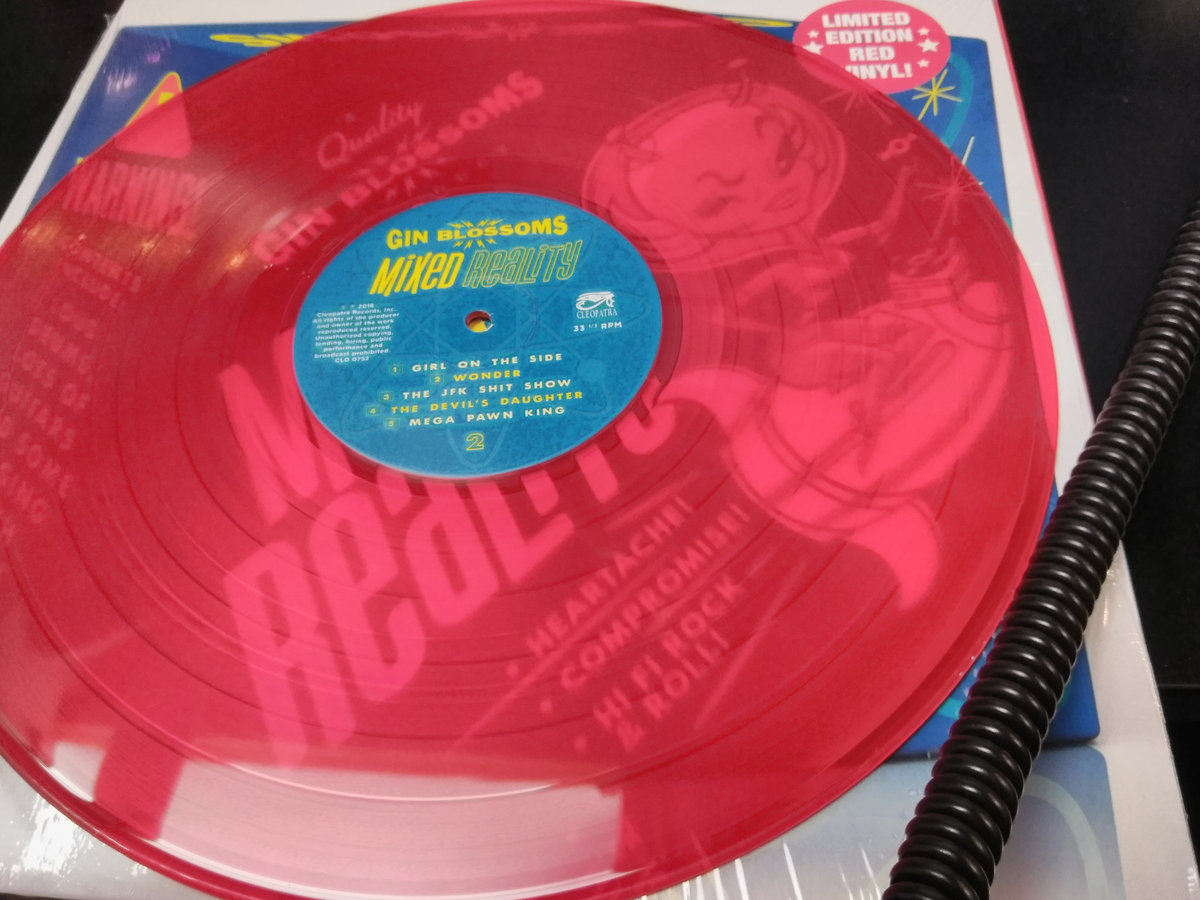 LIMITED
EDITION
RED
VINYL!
Quality
GIN BLOSSOMS
WARNING!
GIN BLOSSOMS
MIXED REALITY
℗ © 2018
Cleopatra Records, Inc.
All rights of the producer
and owner of the work
reproduced reserved.
Unauthorized copying,
lending, hiring, public
performance and
broadcast prohibited.
CLO 0752
CLEOPATRA
33 1/3 RPM
1 GIRL ON THE SIDE
2 WONDER
3 THE JFK SHIT SHOW
4 THE DEVIL'S DAUGHTER
5 MEGA PAWN KING
2
REALITY
• HEARTACHE!
• COMPROMISE!
• HI FI ROCK
& ROLL!